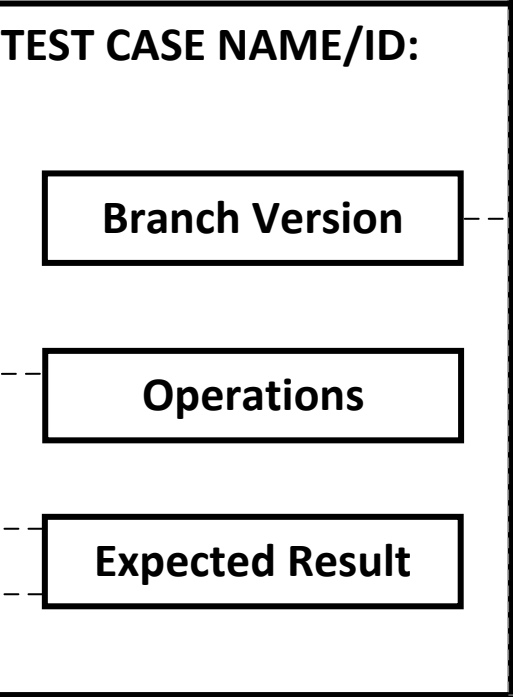 TEST CASE NAME/ID:
Branch Version
Operations
Expected Result